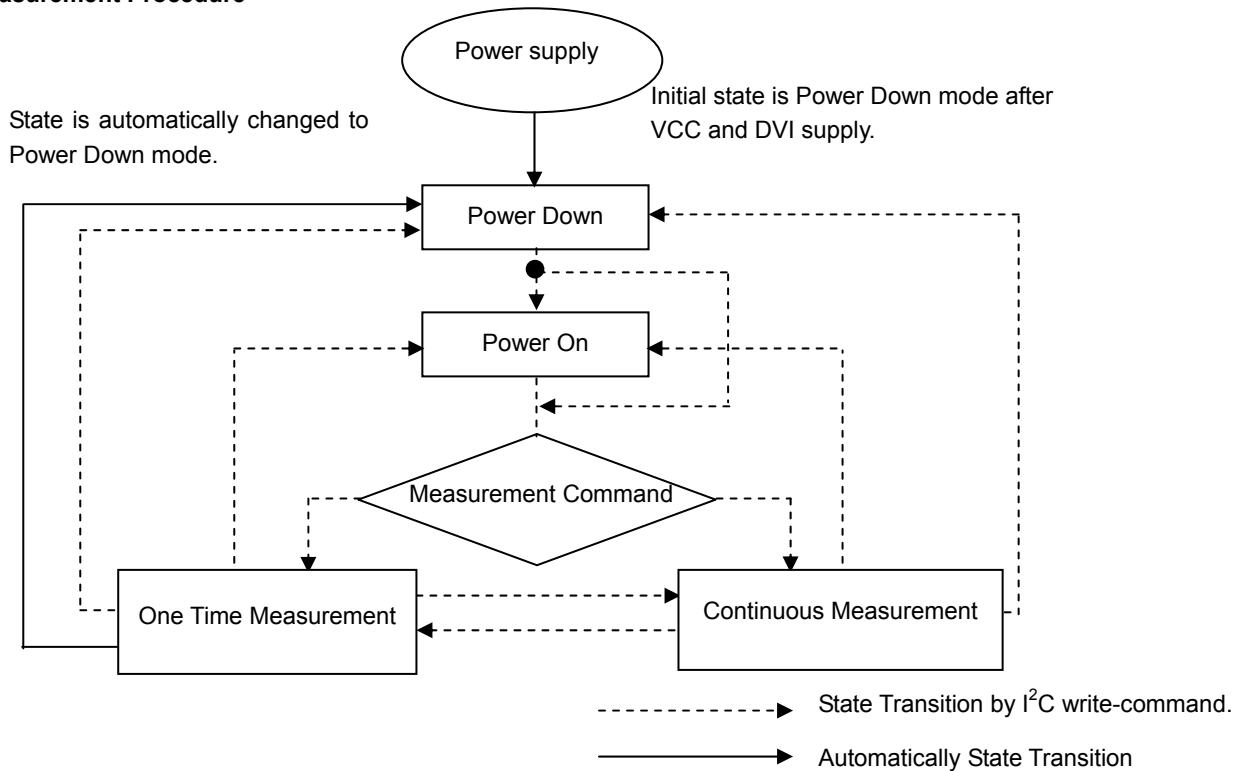 Power supply
Initial state is Power Down mode after
VCC and DVI supply.
State is automatically changed to
Power Down mode.
Power Down
Power On
Measurement Command
One Time Measurement
Continuous Measurement
State Transition by I²C write-command.
Automatically State Transition